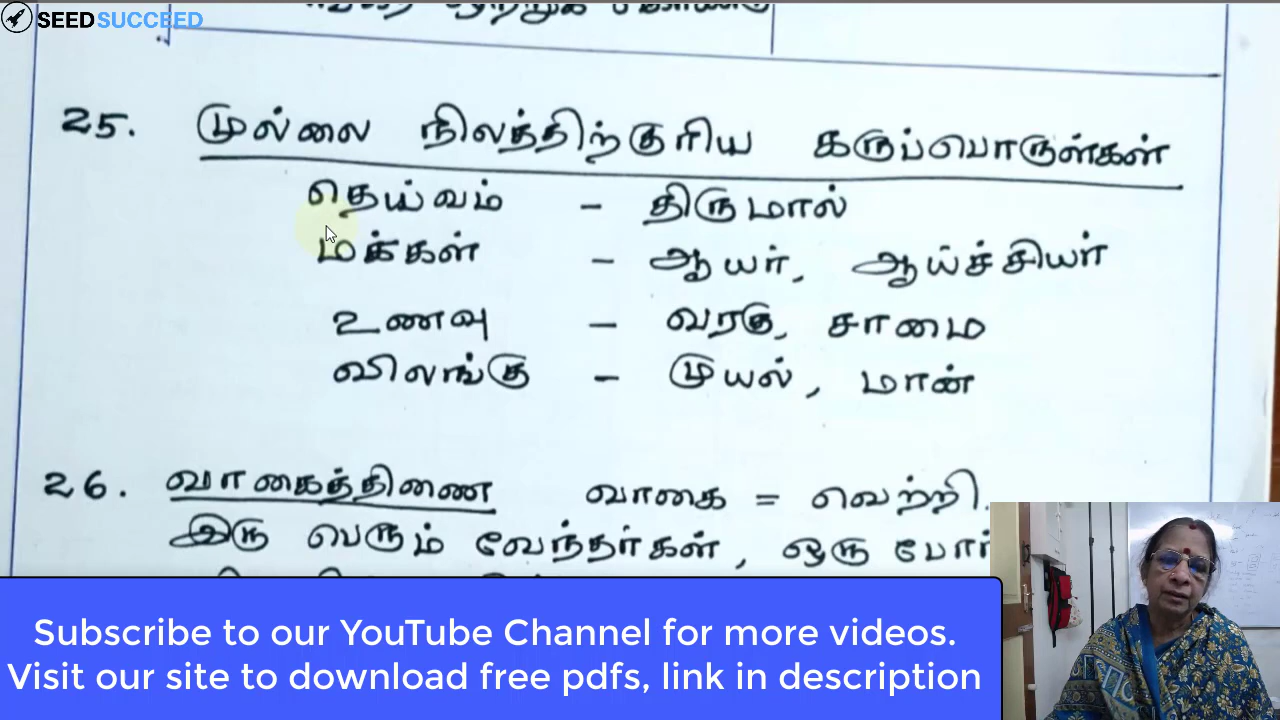 SEEDSUCCEED
25. முல்லை நிலத்திற்குரிய கருப்பொருள்கள்
தெய்வம் - திருமால்
மக்கள் - ஆயர், ஆய்ச்சியர்
உணவு - வரகு, சாமை
விலங்கு - முயல், மான்
26. வாகைத்திணை வாகை = வெற்றி.
இரு பெரும் வேந்தர்கள், ஒரு போர்
Subscribe to our YouTube Channel for more videos.
Visit our site to download free pdfs, link in description